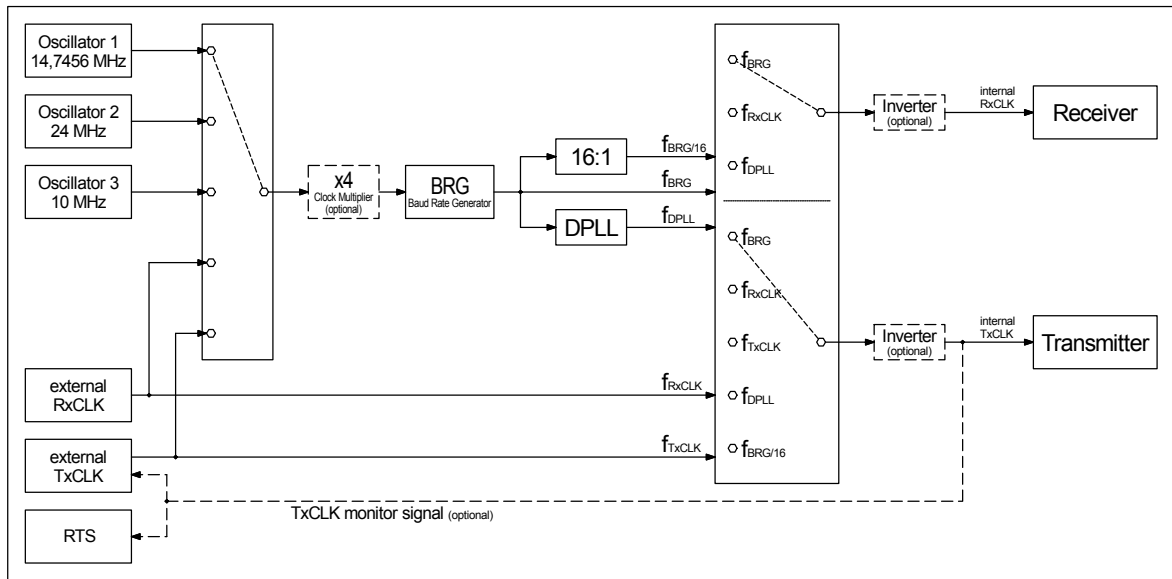 Oscillator 1
14,7456 MHz
Oscillator 2
24 MHz
Oscillator 3
10 MHz
external
RxCLK
external
TxCLK
RTS
x4
Clock Multiplier
(optional)
BRG
Baud Rate Generator
16:1
DPLL
fBRG/16
fBRG
fDPLL
fRxCLK
fTxCLK
fBRG
fRxCLK
fDPLL
fBRG
fRxCLK
fTxCLK
fDPLL
fBRG/16
Inverter
(optional)
internal
RxCLK
Receiver
Inverter
(optional)
internal
TxCLK
Transmitter
TxCLK monitor signal (optional)